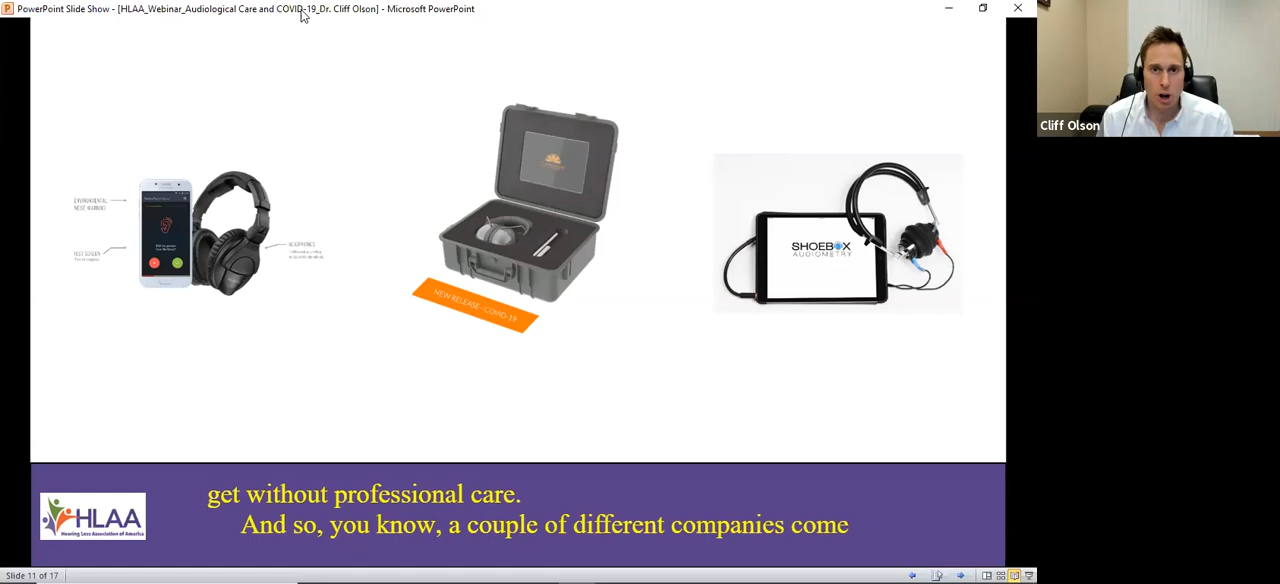 PowerPoint Slide Show - [HLAA_Webinar_Audiological Care and COVID-19_Dr. Cliff Olson] - Microsoft PowerPoint
Cliff Olson
ENVIRONMENTAL
NOISE WARNING
TEST SCREEN
HEADPHONES
NEW RELEASE - COVID-19
SHOEBOX
AUDIOMETRY
get without professional care.
And so, you know, a couple of different companies come
HLAA
Hearing Loss Association of America
Slide 11 of 17